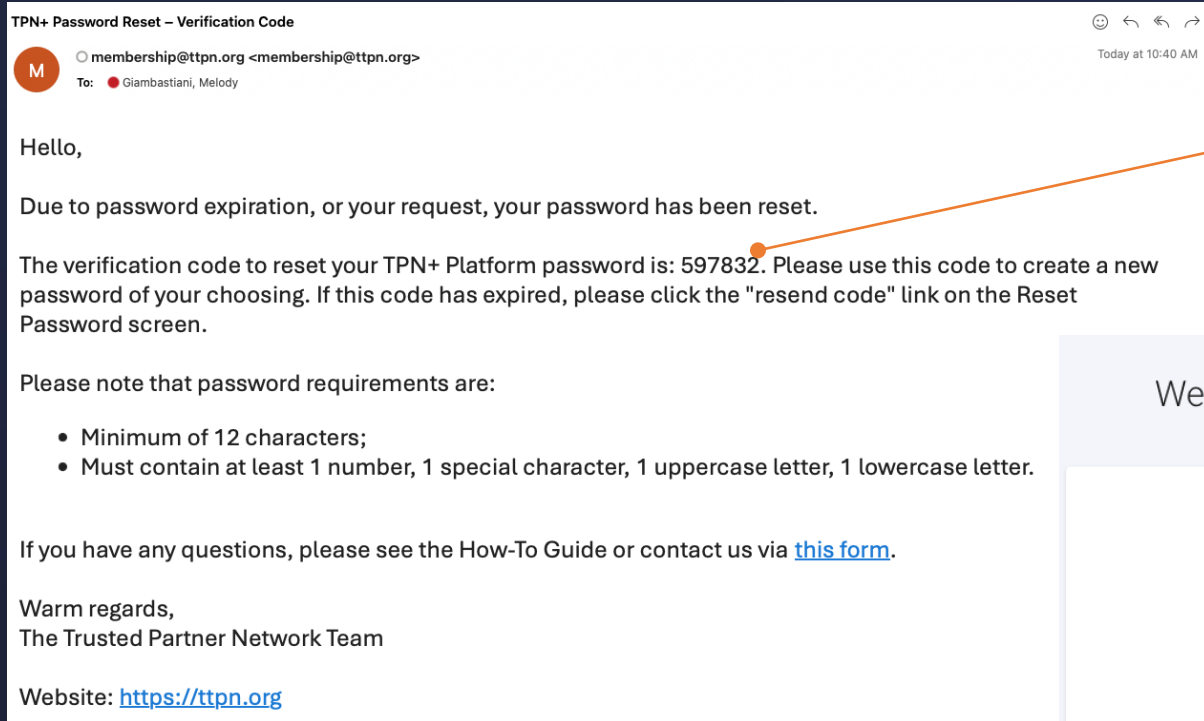 TPN+ Password Reset – Verification Code
M
membership@ttpn.org <membership@ttpn.org>
Today at 10:40 AM
To: Giambastiani, Melody
Hello,
Due to password expiration, or your request, your password has been reset.
The verification code to reset your TPN+ Platform password is: 597832. Please use this code to create a new
password of your choosing. If this code has expired, please click the "resend code" link on the Reset
Password screen.
Please note that password requirements are:
We
• Minimum of 12 characters;
• Must contain at least 1 number, 1 special character, 1 uppercase letter, 1 lowercase letter.
If you have any questions, please see the How-To Guide or contact us via this form.
Warm regards,
The Trusted Partner Network Team
Website: https://ttpn.org